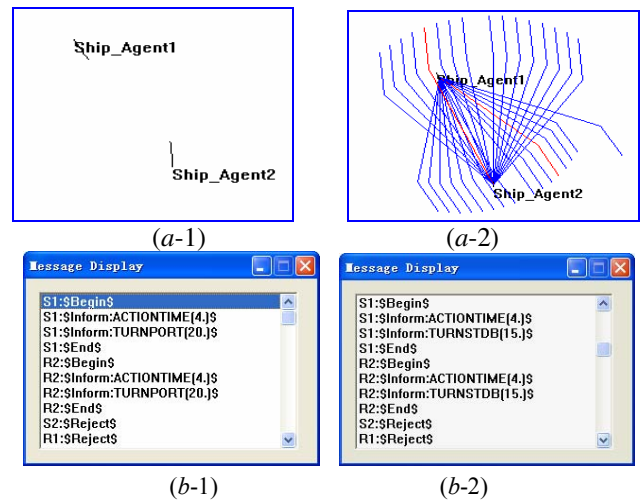 Ship_Agent1
Ship_Agent2
(a-1)
Ship_Agent1
Ship_Agent2
(a-2)
Message Display
S1:$Begin$
S1:$Inform:ACTIONTIME(4.)$
S1:$Inform:TURNPORT(20.)$
S1:$End$
R2:$Begin$
R2:$Inform:ACTIONTIME(4.)$
R2:$Inform:TURNPORT(20.)$
R2:$End$
S2:$Reject$
R1:$Reject$
(b-1)
Message Display
S1:$Begin$
S1:$Inform:ACTIONTIME(4.)$
S1:$Inform:TURNSTDB(15.)$
S1:$End$
R2:$Begin$
R2:$Inform:ACTIONTIME(4.)$
R2:$Inform:TURNSTDB(15.)$
R2:$End$
S2:$Reject$
R1:$Reject$
(b-2)